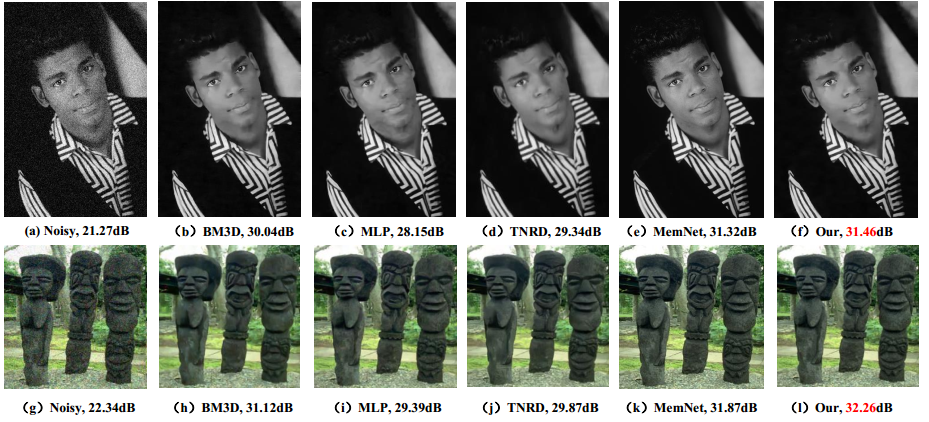 (a) Noisy, 21.27dB (b) BM3D, 30.04dB (c) MLP, 28.15dB (d) TNRD, 29.34dB (e) MemNet, 31.32dB (f) Our, 31.46dB
(g) Noisy, 22.34dB (h) BM3D, 31.12dB (i) MLP, 29.39dB (j) TNRD, 29.87dB (k) MemNet, 31.87dB (l) Our, 32.26dB